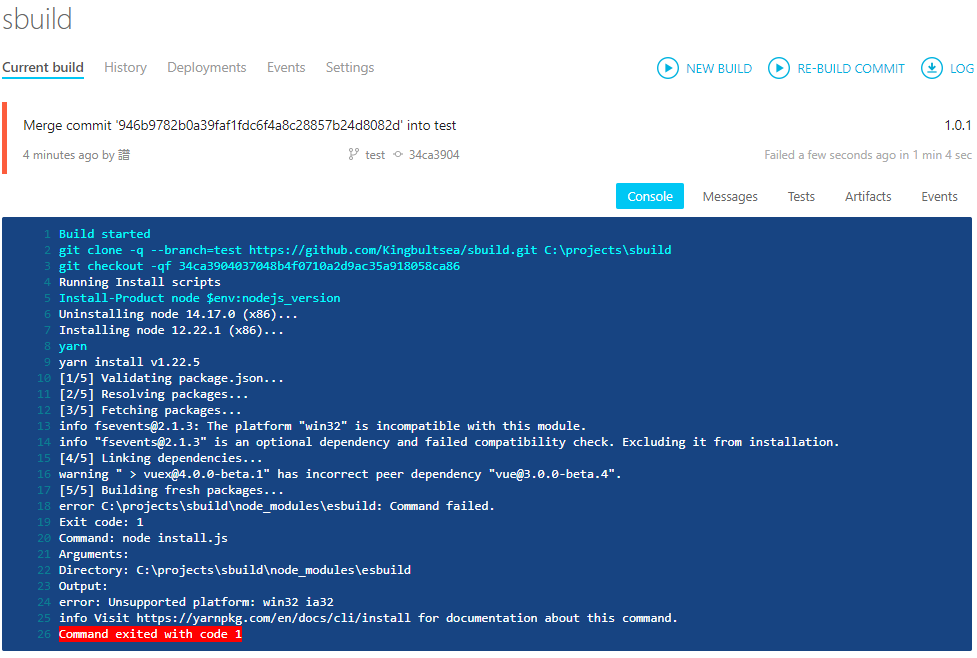 sbuild
Current build History Deployments Events Settings
NEW BUILD RE-BUILD COMMIT LOG
Merge commit '946b9782b0a39faf1fdc6f4a8c28857b24d8082d' into test
1.0.1
4 minutes ago by 譜
test 34ca3904
Failed a few seconds ago in 1 min 4 sec
Console Messages Tests Artifacts Events
1 Build started
2 git clone -q --branch=test https://github.com/Kingbultsea/sbuild.git C:\projects\sbuild
3 git checkout -qf 34ca3904037048b4f0710a2d9ac35a918058ca86
4 Running Install scripts
5 Install-Product node $env:nodejs_version
6 Uninstalling node 14.17.0 (x86)...
7 Installing node 12.22.1 (x86)...
8 yarn
9 yarn install v1.22.5
10 [1/5] Validating package.json...
11 [2/5] Resolving packages...
12 [3/5] Fetching packages...
13 info fsevents@2.1.3: The platform "win32" is incompatible with this module.
14 info "fsevents@2.1.3" is an optional dependency and failed compatibility check. Excluding it from installation.
15 [4/5] Linking dependencies...
16 warning " > vuex@4.0.0-beta.1" has incorrect peer dependency "vue@3.0.0-beta.4".
17 [5/5] Building fresh packages...
18 error C:\projects\sbuild\node_modules\esbuild: Command failed.
19 Exit code: 1
20 Command: node install.js
21 Arguments:
22 Directory: C:\projects\sbuild\node_modules\esbuild
23 Output:
24 error: Unsupported platform: win32 ia32
25 info Visit https://yarnpkg.com/en/docs/cli/install for documentation about this command.
26 Command exited with code 1